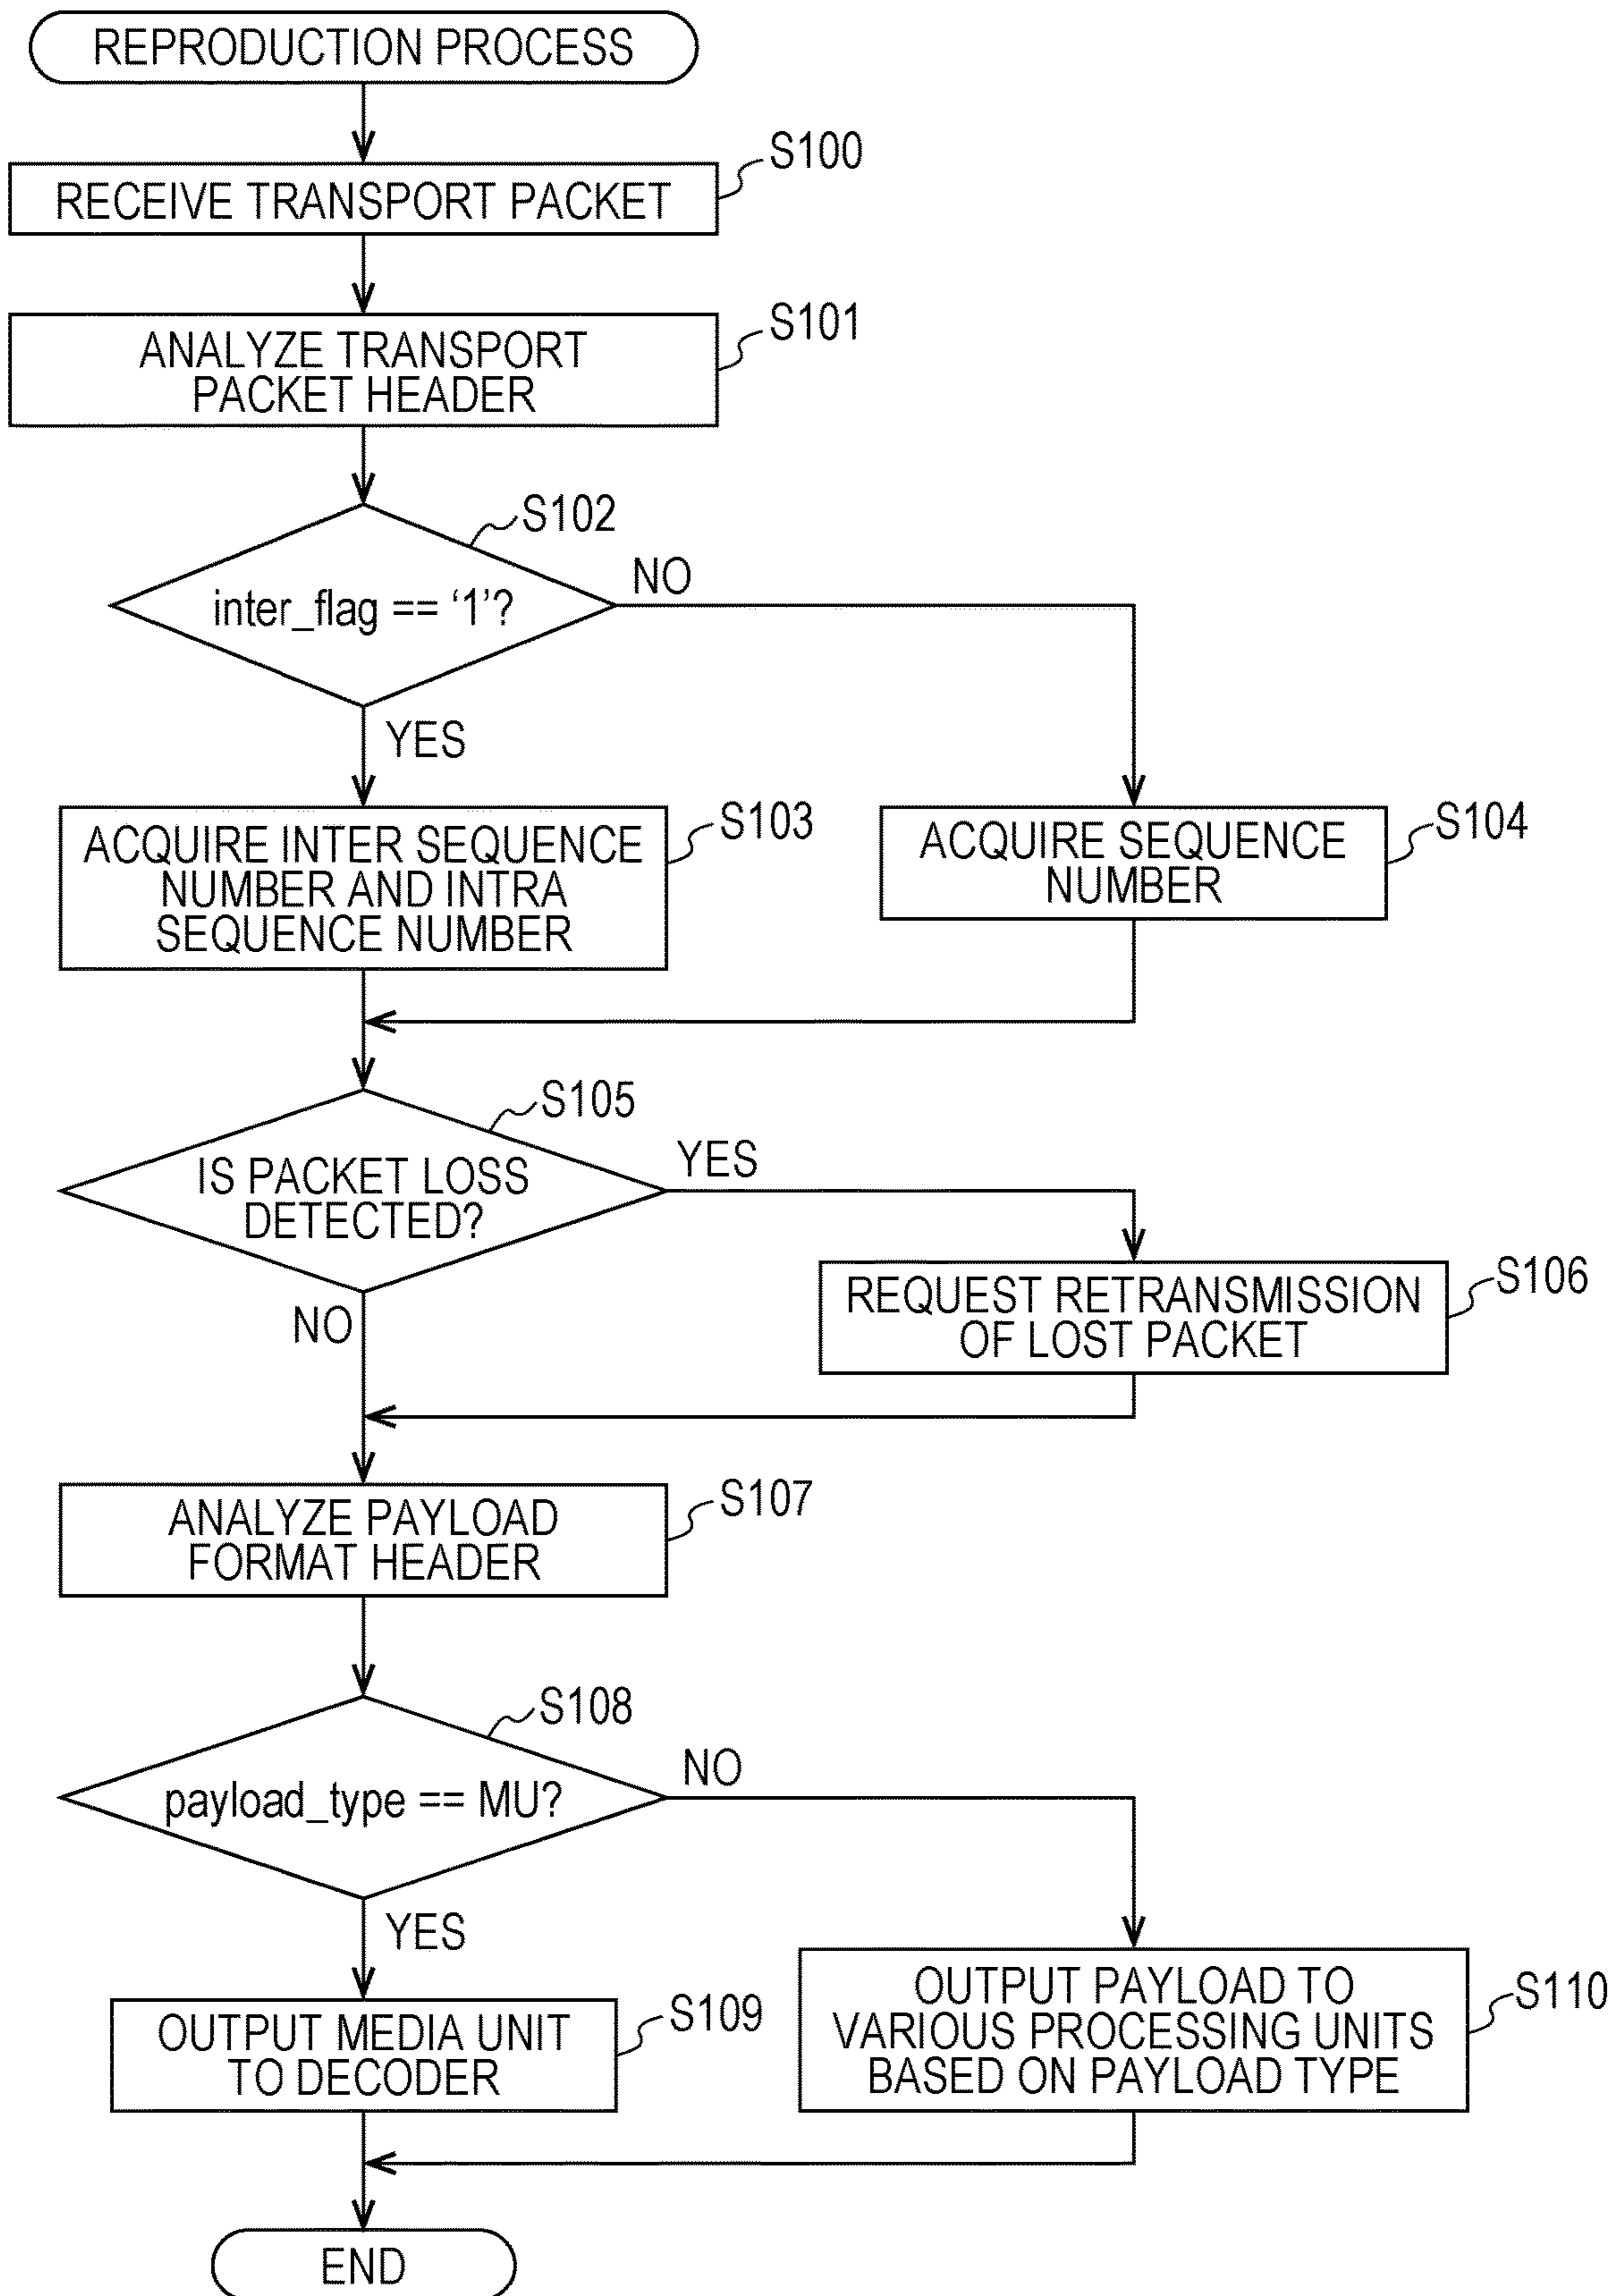 REPRODUCTION PROCESS
S100
RECEIVE TRANSPORT PACKET
S101
ANALYZE TRANSPORT
PACKET HEADER
S102
inter_flag == ‘1’?
NO
YES
S103
ACQUIRE INTER SEQUENCE
NUMBER AND INTRA
SEQUENCE NUMBER
S104
ACQUIRE SEQUENCE
NUMBER
S105
IS PACKET LOSS
DETECTED?
YES
NO
S106
REQUEST RETRANSMISSION
OF LOST PACKET
S107
ANALYZE PAYLOAD
FORMAT HEADER
S108
payload_type == MU?
NO
YES
S109
OUTPUT MEDIA UNIT
TO DECODER
S110
OUTPUT PAYLOAD TO
VARIOUS PROCESSING UNITS
BASED ON PAYLOAD TYPE
END